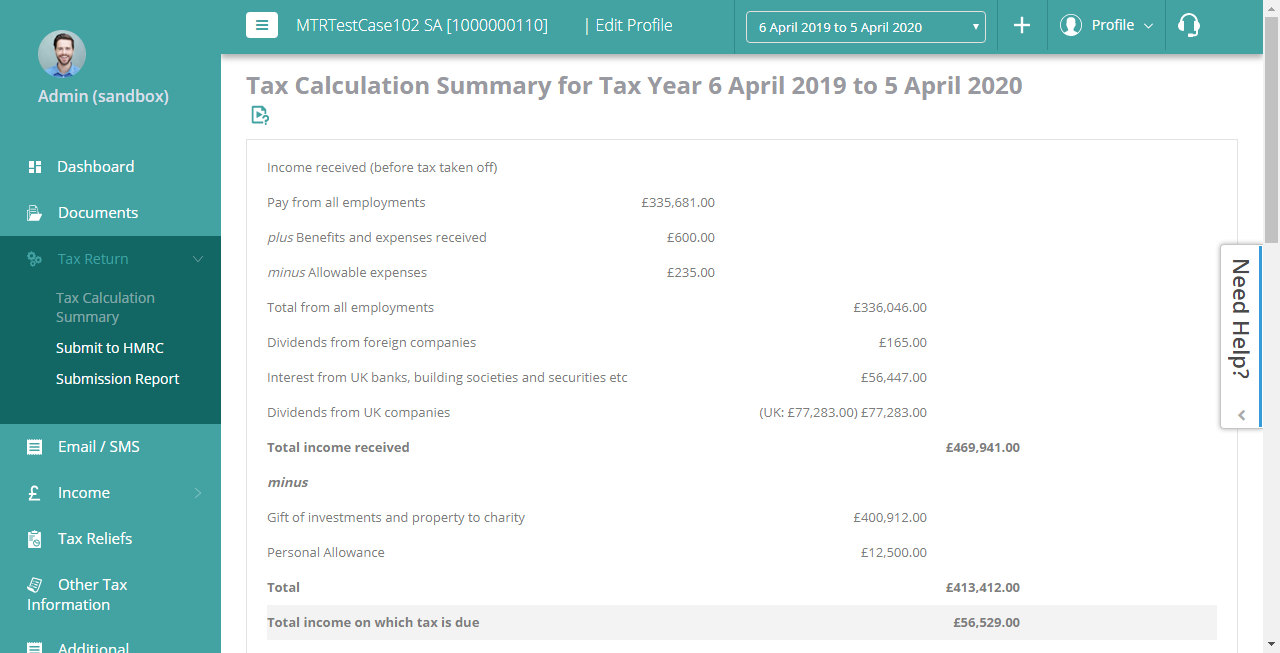 MTRTestCase102 SA [1000000110] | Edit Profile 6 April 2019 to 5 April 2020 Profile
Admin (sandbox)
Dashboard
Documents
Tax Return
Tax Calculation
Summary
Submit to HMRC
Submission Report
Email / SMS
Income
Tax Reliefs
Other Tax
Information
Additional
Tax Calculation Summary for Tax Year 6 April 2019 to 5 April 2020
Income received (before tax taken off)
Pay from all employments £335,681.00
plus Benefits and expenses received £600.00
minus Allowable expenses £235.00
Total from all employments £336,046.00
Dividends from foreign companies £165.00
Interest from UK banks, building societies and securities etc £56,447.00
Dividends from UK companies (UK: £77,283.00) £77,283.00
Total income received £469,941.00
minus
Gift of investments and property to charity £400,912.00
Personal Allowance £12,500.00
Total £413,412.00
Total income on which tax is due £56,529.00
Need Help?